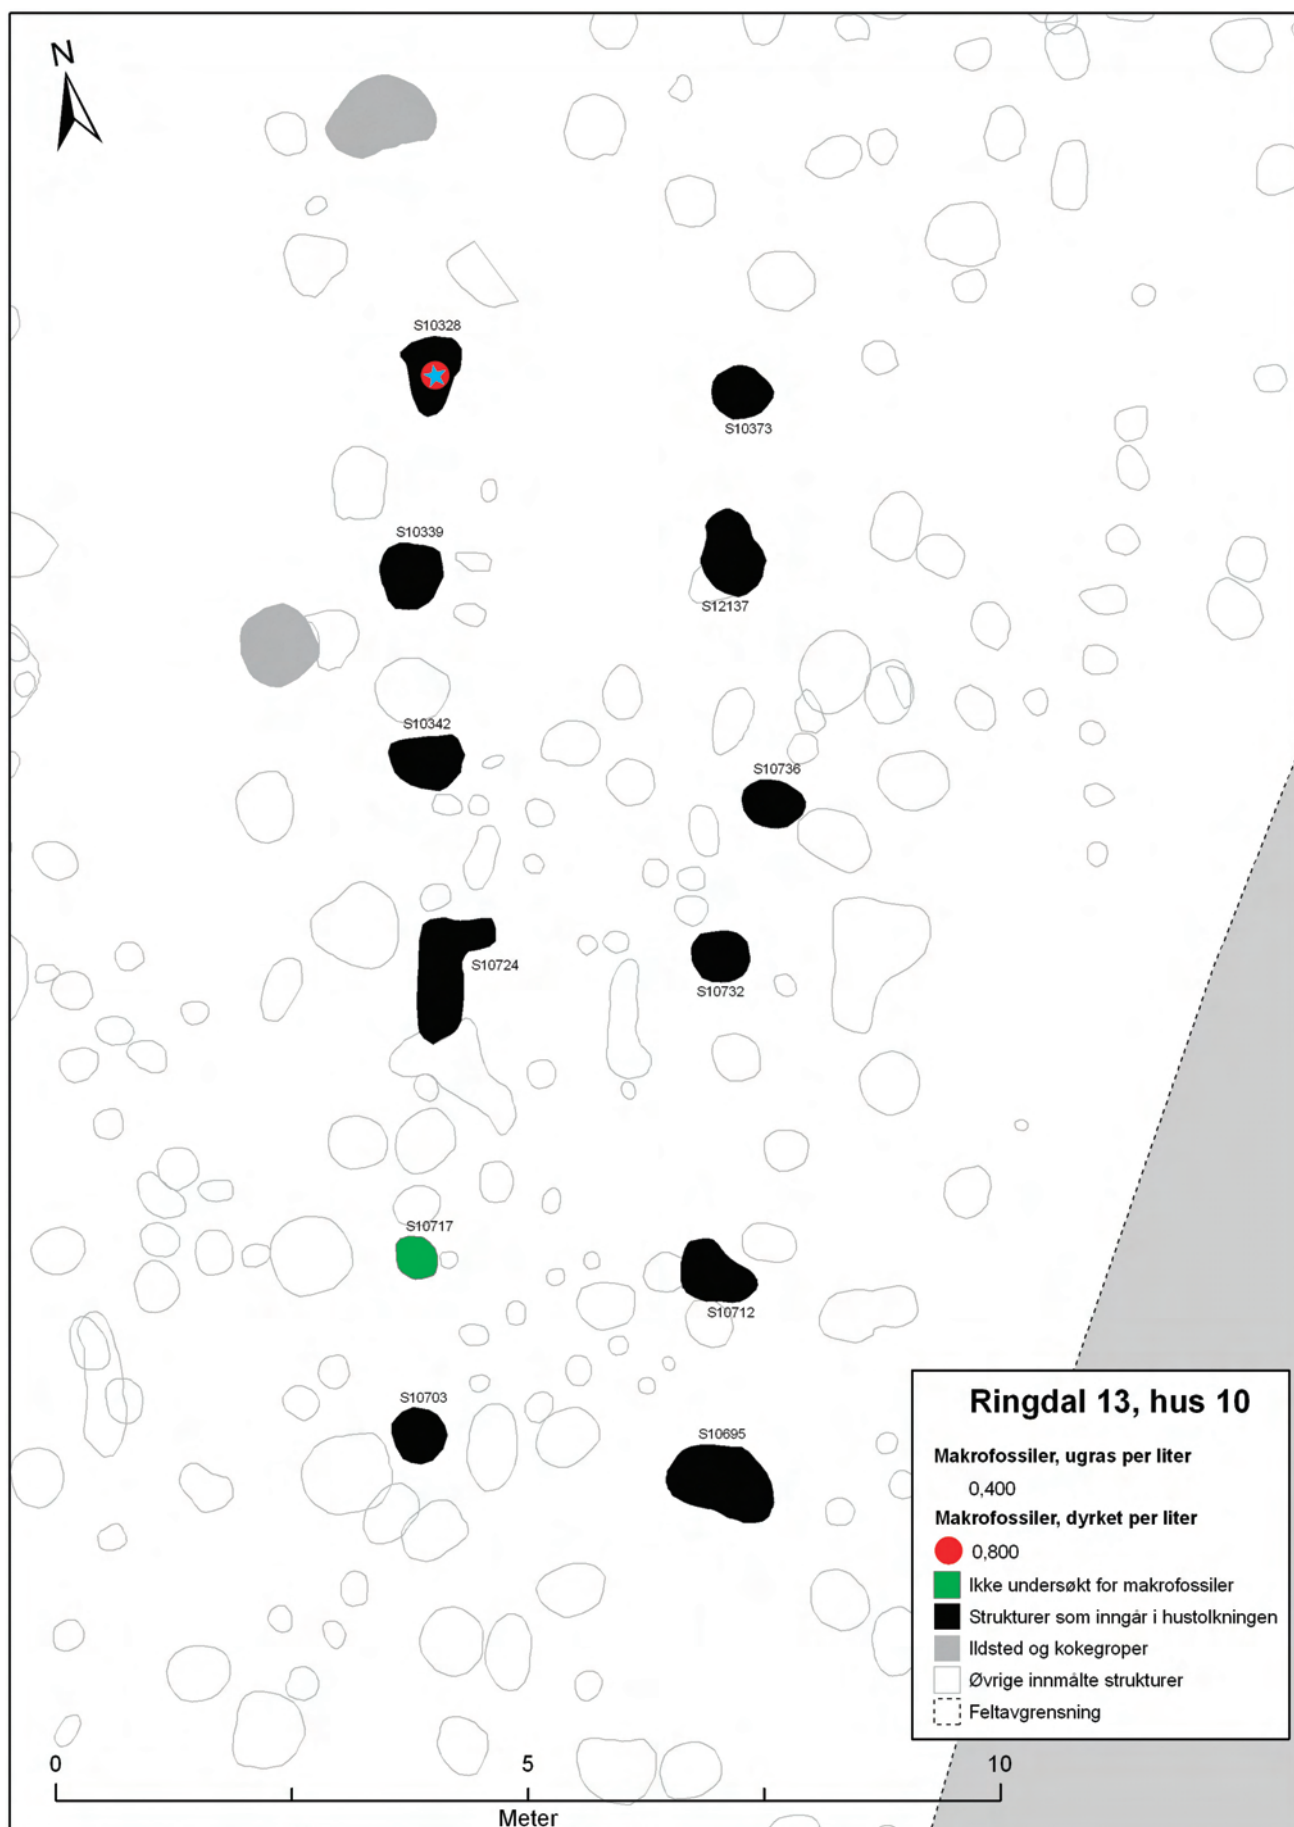 N
S10328
S10373
S10339
S12137
S10342
S10736
S10724
S10732
S10717
S10712
S10703
S10695
Ringdal 13, hus 10
Makrofossiler, ugras per liter
0,400
Makrofossiler, dyrket per liter
0,800
Ikke undersøkt for makrofossiler
Strukturer som inngår i hustolkningen
Ildsted og kokegroper
Øvrige innmålte strukturer
Feltavgrensning
0 5 10
Meter